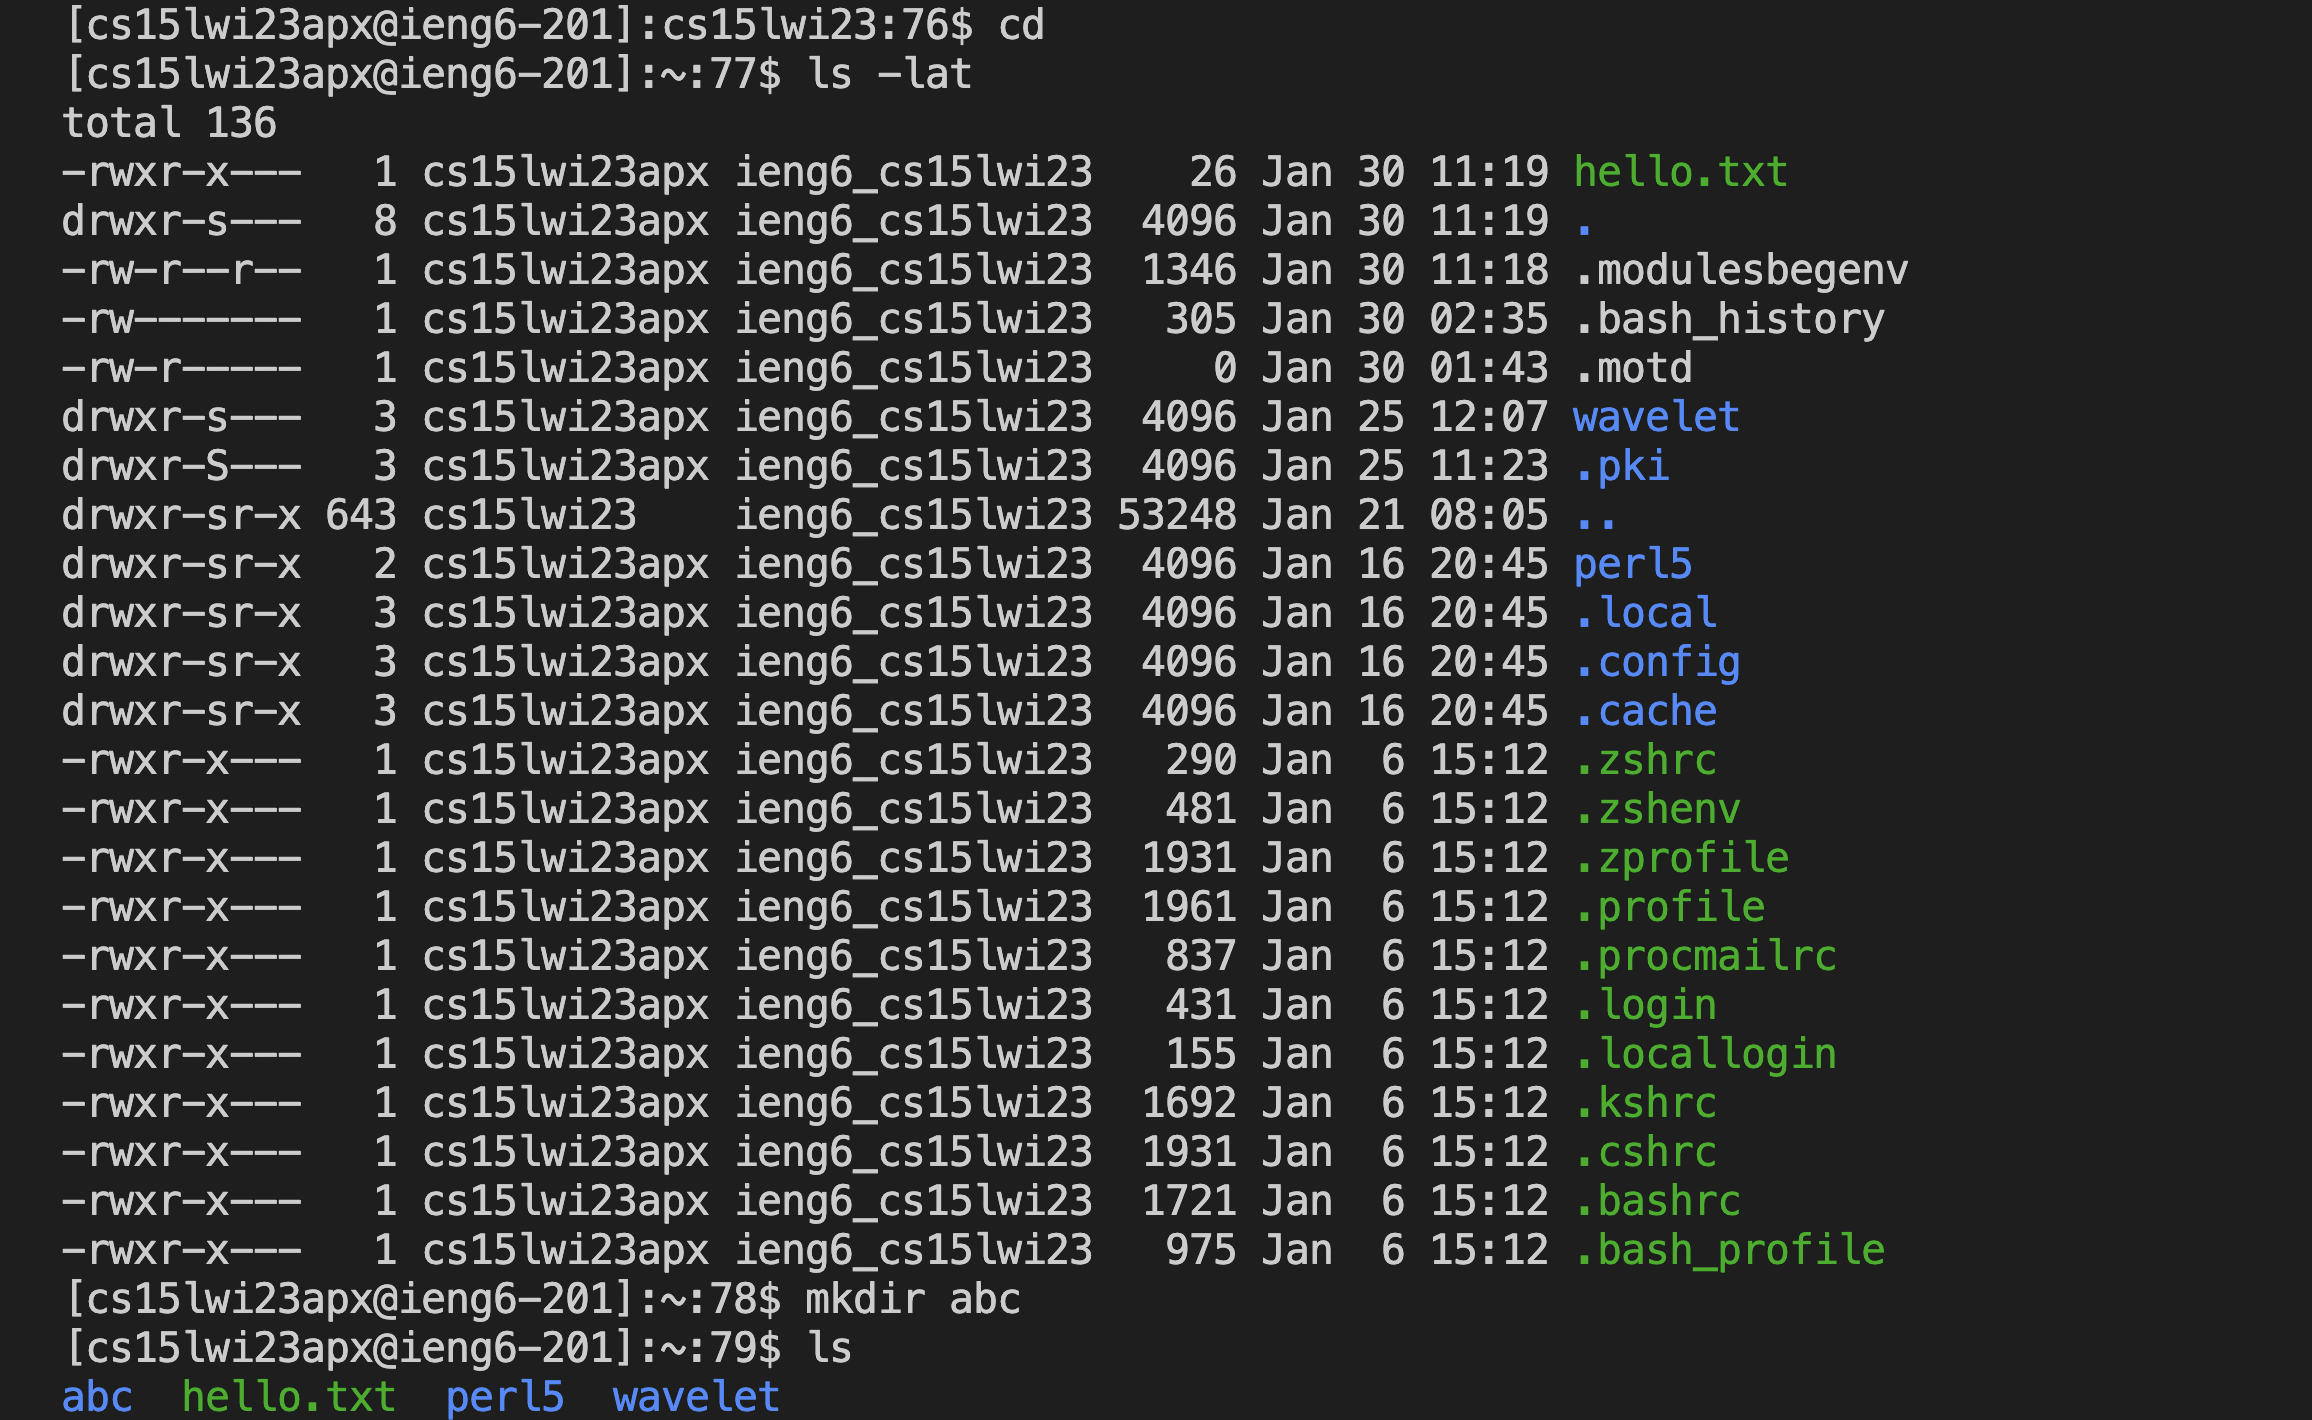 [cs15lwi23apx@ieng6-201]:cs15lwi23:76$ cd
[cs15lwi23apx@ieng6-201]:~:77$ ls -lat
total 136
-rwxr-x---   1 cs15lwi23apx ieng6_cs15lwi23    26 Jan 30 11:19 hello.txt
drwxr-s---   8 cs15lwi23apx ieng6_cs15lwi23  4096 Jan 30 11:19 .
-rw-r--r--   1 cs15lwi23apx ieng6_cs15lwi23  1346 Jan 30 11:18 .modulesbegenv
-rw-------   1 cs15lwi23apx ieng6_cs15lwi23   305 Jan 30 02:35 .bash_history
-rw-r-----   1 cs15lwi23apx ieng6_cs15lwi23     0 Jan 30 01:43 .motd
drwxr-s---   3 cs15lwi23apx ieng6_cs15lwi23  4096 Jan 25 12:07 wavelet
drwxr-S---   3 cs15lwi23apx ieng6_cs15lwi23  4096 Jan 25 11:23 .pki
drwxr-sr-x 643 cs15lwi23    ieng6_cs15lwi23 53248 Jan 21 08:05 ..
drwxr-sr-x   2 cs15lwi23apx ieng6_cs15lwi23  4096 Jan 16 20:45 perl5
drwxr-sr-x   3 cs15lwi23apx ieng6_cs15lwi23  4096 Jan 16 20:45 .local
drwxr-sr-x   3 cs15lwi23apx ieng6_cs15lwi23  4096 Jan 16 20:45 .config
drwxr-sr-x   3 cs15lwi23apx ieng6_cs15lwi23  4096 Jan 16 20:45 .cache
-rwxr-x---   1 cs15lwi23apx ieng6_cs15lwi23   290 Jan  6 15:12 .zshrc
-rwxr-x---   1 cs15lwi23apx ieng6_cs15lwi23   481 Jan  6 15:12 .zshenv
-rwxr-x---   1 cs15lwi23apx ieng6_cs15lwi23  1931 Jan  6 15:12 .zprofile
-rwxr-x---   1 cs15lwi23apx ieng6_cs15lwi23  1961 Jan  6 15:12 .profile
-rwxr-x---   1 cs15lwi23apx ieng6_cs15lwi23   837 Jan  6 15:12 .procmailrc
-rwxr-x---   1 cs15lwi23apx ieng6_cs15lwi23   431 Jan  6 15:12 .login
-rwxr-x---   1 cs15lwi23apx ieng6_cs15lwi23   155 Jan  6 15:12 .locallogin
-rwxr-x---   1 cs15lwi23apx ieng6_cs15lwi23  1692 Jan  6 15:12 .kshrc
-rwxr-x---   1 cs15lwi23apx ieng6_cs15lwi23  1931 Jan  6 15:12 .cshrc
-rwxr-x---   1 cs15lwi23apx ieng6_cs15lwi23  1721 Jan  6 15:12 .bashrc
-rwxr-x---   1 cs15lwi23apx ieng6_cs15lwi23   975 Jan  6 15:12 .bash_profile
[cs15lwi23apx@ieng6-201]:~:78$ mkdir abc
[cs15lwi23apx@ieng6-201]:~:79$ ls
abc  hello.txt  perl5  wavelet